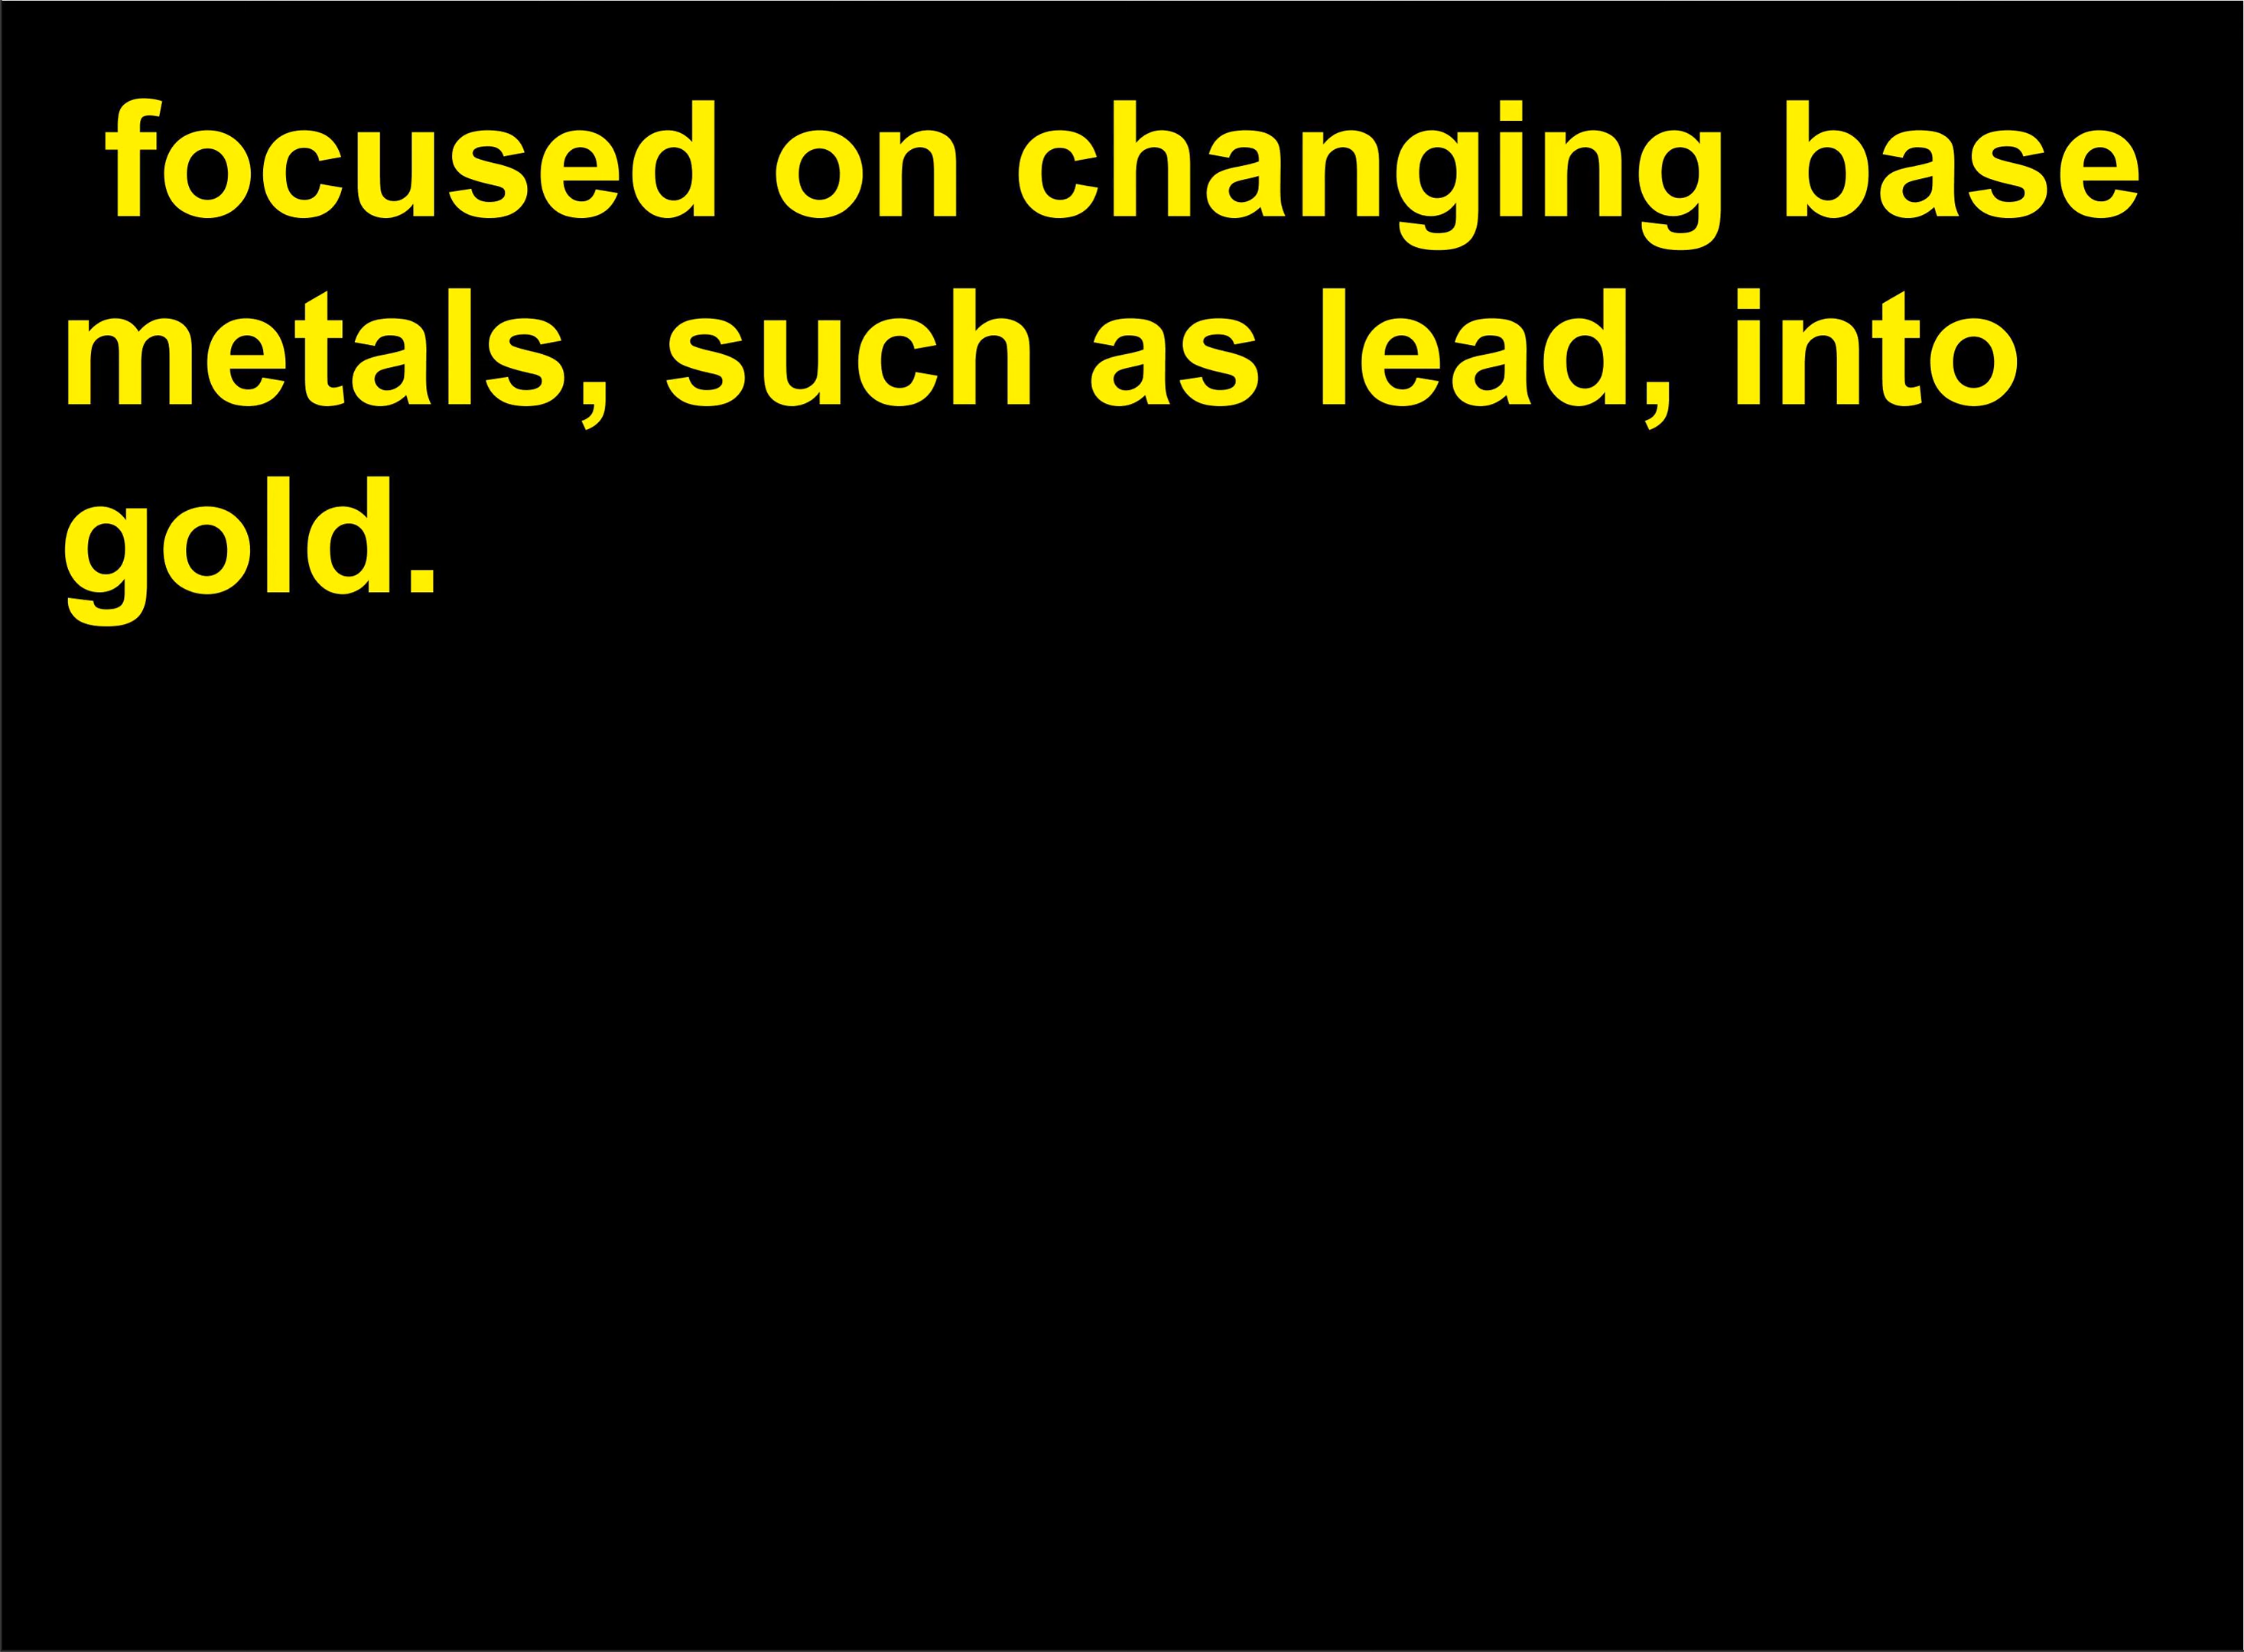 focused on changing base
metals, such as lead, into
gold.